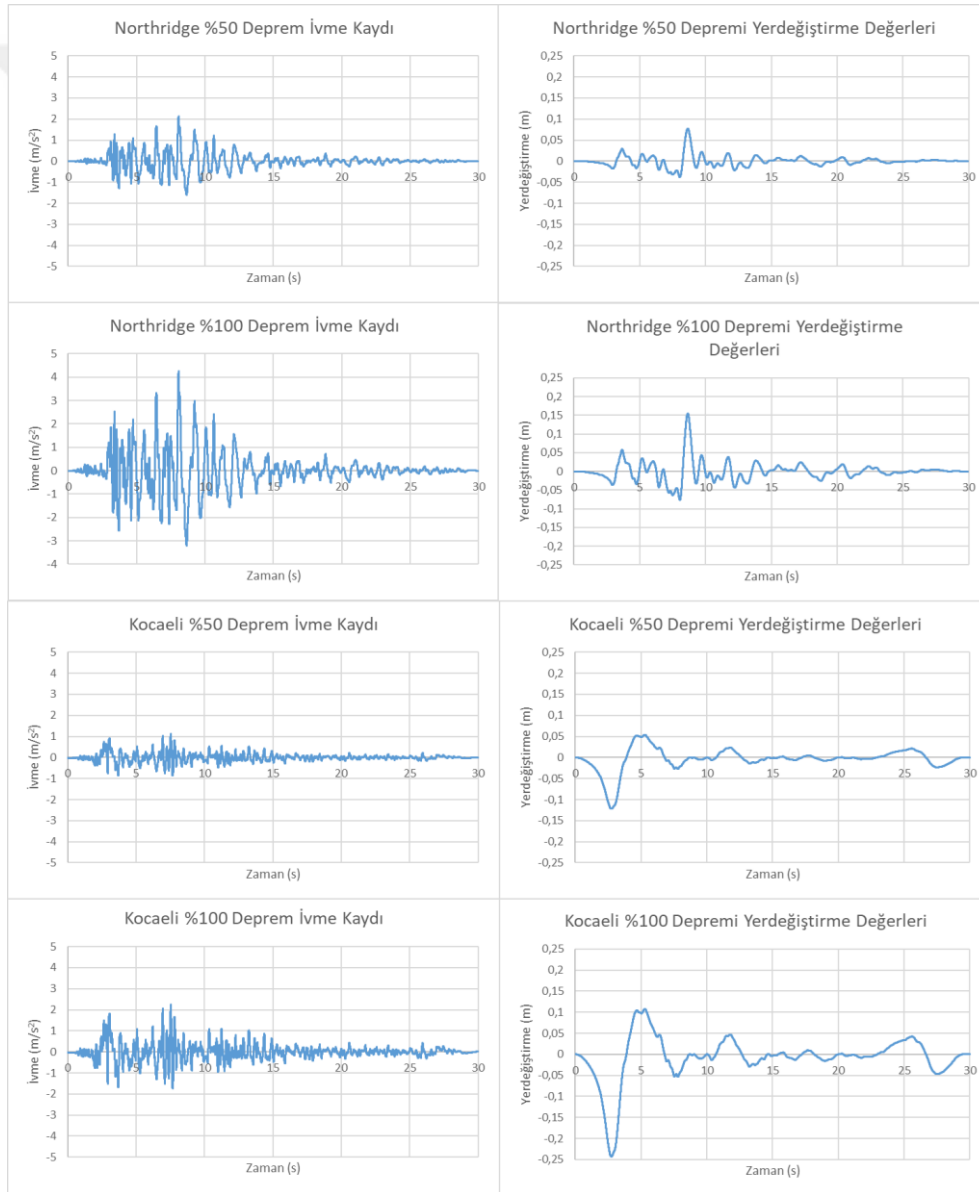 Northridge %50 Deprem İvme Kaydı
5
4
3
2
1
0
-1
-2
-3
-4
-5
0 5 10 15 20 25 30
İvme (m/s²)
Zaman (s)
Northridge %50 Depremi Yerdeğiştirme Değerleri
0,25
0,2
0,15
0,1
0,05
0
-0,05
-0,1
-0,15
-0,2
-0,25
0 5 10 15 20 25 30
Yerdeğiştirme (m)
Zaman (s)
Northridge %100 Deprem İvme Kaydı
5
4
3
2
1
0
-1
-2
-3
-4
0 5 10 15 20 25 30
İvme (m/s²)
Zaman (s)
Northridge %100 Depremi Yerdeğiştirme
Değerleri
0,25
0,2
0,15
0,1
0,05
0
-0,05
-0,1
-0,15
-0,2
-0,25
0 5 10 15 20 25 30
Yerdeğiştirme (m)
Zaman (s)
Kocaeli %50 Deprem İvme Kaydı
5
4
3
2
1
0
-1
-2
-3
-4
-5
0 5 10 15 20 25 30
İvme (m/s²)
Zaman (s)
Kocaeli %50 Depremi Yerdeğiştirme Değerleri
0,25
0,2
0,15
0,1
0,05
0
-0,05
-0,1
-0,15
-0,2
-0,25
0 5 10 15 20 25 30
Yerdeğiştirme (m)
Zaman (s)
Kocaeli %100 Deprem İvme Kaydı
5
4
3
2
1
0
-1
-2
-3
-4
-5
0 5 10 15 20 25 30
İvme (m/s²)
Zaman (s)
Kocaeli %100 Depremi Yerdeğiştirme Değerleri
0,25
0,2
0,15
0,1
0,05
0
-0,05
-0,1
-0,15
-0,2
-0,25
0 5 10 15 20 25 30
Yerdeğiştirme (m)
Zaman (s)